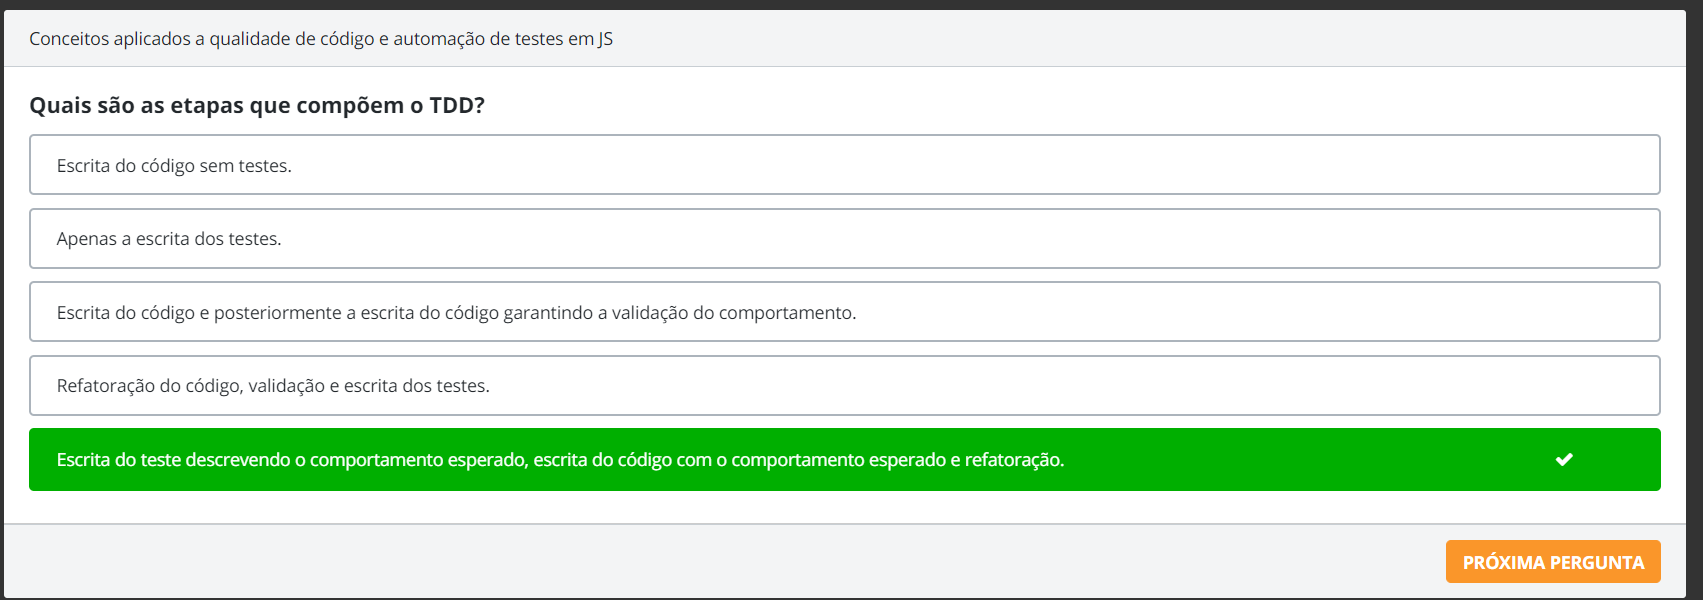 Conceitos aplicados a qualidade de código e automação de testes em JS
Quais são as etapas que compõem o TDD?
Escrita do código sem testes.
Apenas a escrita dos testes.
Escrita do código e posteriormente a escrita do código garantindo a validação do comportamento.
Refatoração do código, validação e escrita dos testes.
Escrita do teste descrevendo o comportamento esperado, escrita do código com o comportamento esperado e refatoração.
PRÓXIMA PERGUNTA